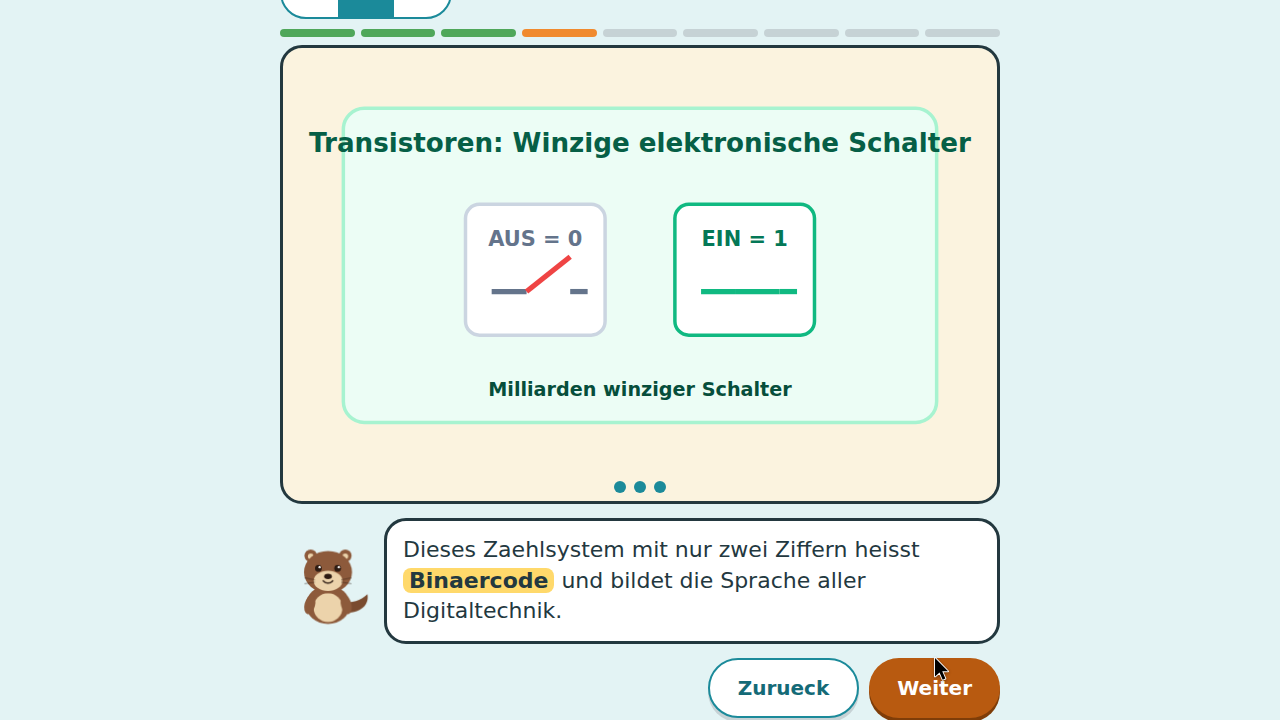 Transistoren: Winzige elektronische Schalter
AUS = 0
EIN = 1
Milliarden winziger Schalter
Dieses Zaehlsystem mit nur zwei Ziffern heisst
Binaercode und bildet die Sprache aller
Digitaltechnik.
Zurueck
Weiter